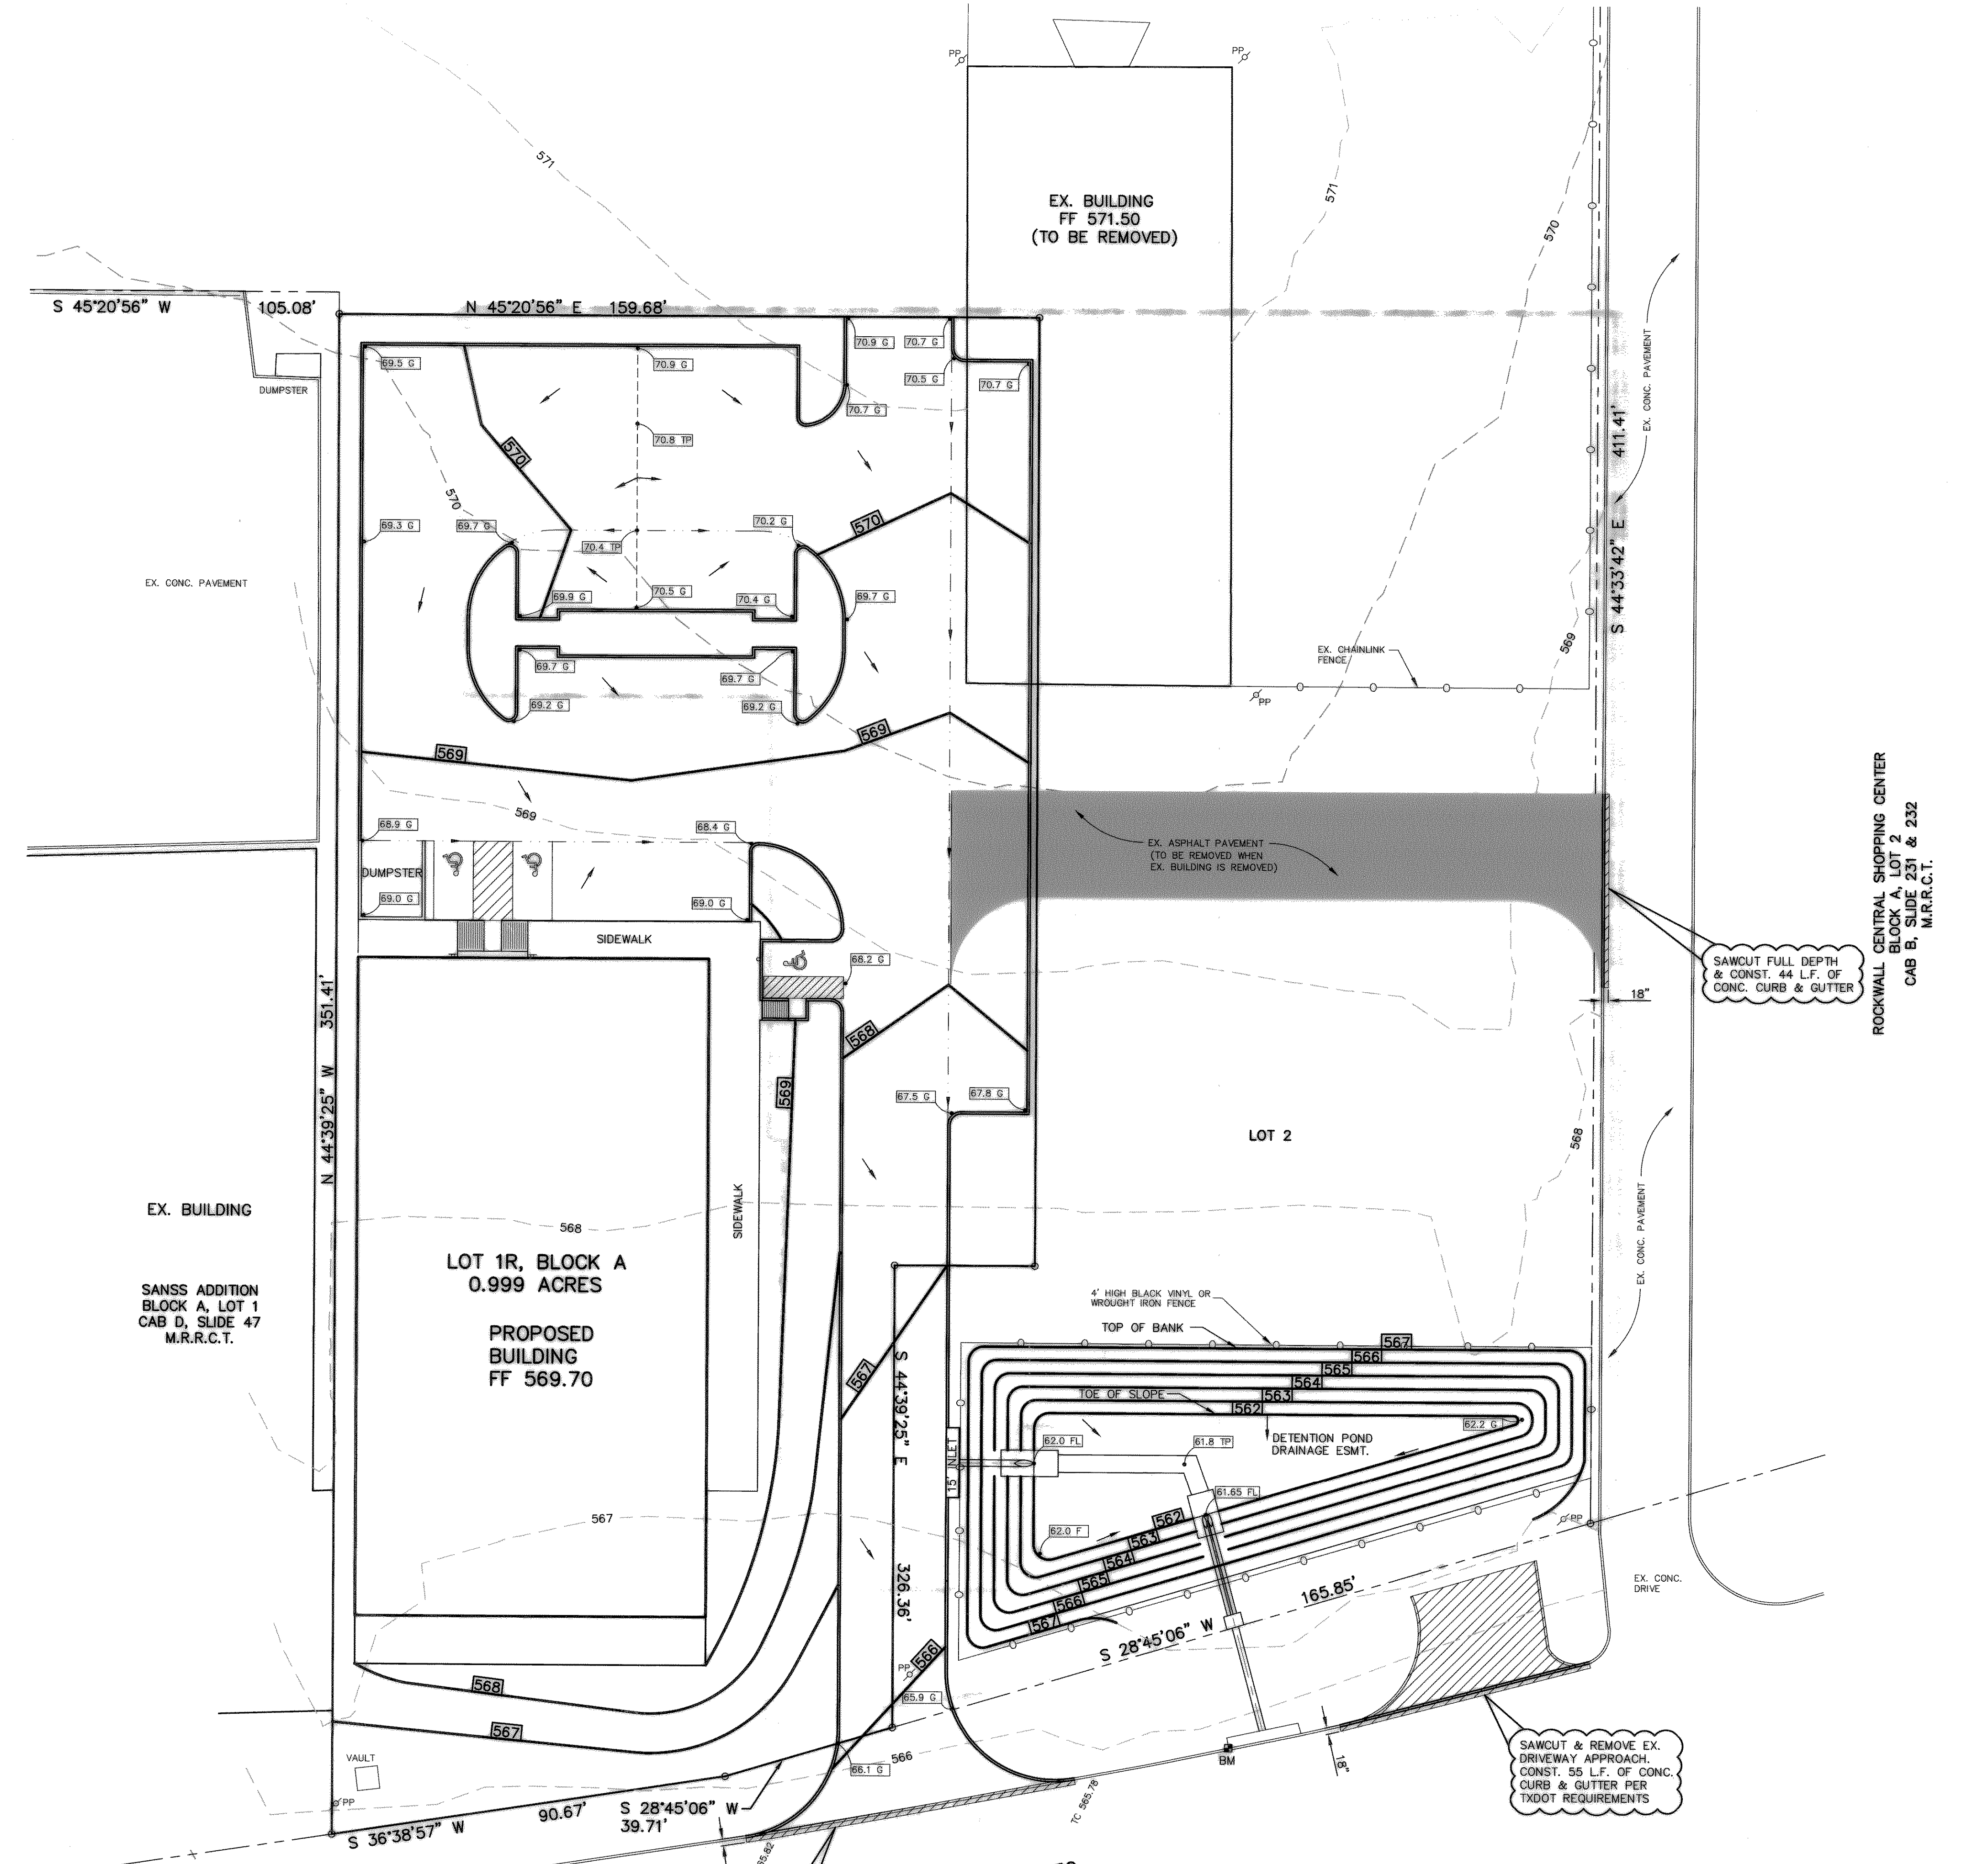 PP
PP
571
EX. BUILDING
FF 571.50
(TO BE REMOVED)
571
570
S 45°20'56" W
105.08'
N 45°20'56" E 159.68'
DUMPSTER
69.5 G
70.9 G
70.9 G
70.7 G
70.5 G
70.7 G
70.7 G
70.8 TP
570
570
EX. CONC. PAVEMENT
S 44°33'42" E 411.41'
69.3 G
69.7 G
70.2 G
570
70.4 TP
EX. CONC. PAVEMENT
69.9 G
70.5 G
70.4 G
69.7 G
569
EX. CHAINLINK
FENCE
69.7 G
69.7 G
PP
69.2 G
69.2 G
569
569
569
68.9 G
68.4 G
DUMPSTER
69.0 G
69.0 G
EX. ASPHALT PAVEMENT
(TO BE REMOVED WHEN
EX. BUILDING IS REMOVED)
SIDEWALK
68.2 G
ROCKWALL CENTRAL SHOPPING CENTER
BLOCK A, LOT 2
CAB B, SLIDE 231 & 232
M.R.R.C.T.
SAWCUT FULL DEPTH
& CONST. 44 L.F. OF
CONC. CURB & GUTTER
18"
N 44°39'25" W 351.41'
568
569
67.5 G
67.8 G
LOT 2
568
EX. CONC. PAVEMENT
SIDEWALK
EX. BUILDING
568
LOT 1R, BLOCK A
0.999 ACRES
PROPOSED
BUILDING
FF 569.70
SANSS ADDITION
BLOCK A, LOT 1
CAB D, SLIDE 47
M.R.R.C.T.
4' HIGH BLACK VINYL OR
WROUGHT IRON FENCE
TOP OF BANK
567
566
565
564
563
562
TOE OF SLOPE
567
S 44°39'25" E
326.36'
62.2 G
62.0 FL
61.8 TP
DETENTION POND
DRAINAGE ESMT.
15' INLET
61.65 FL
567
62.0 F
562
563
564
565
566
567
PP
165.85'
S 28°45'06" W
EX. CONC.
DRIVE
566
PP
65.9 G
568
567
566
VAULT
PP
66.1 G
BM
18"
TC 565.78
SAWCUT & REMOVE EX.
DRIVEWAY APPROACH.
CONST. 55 L.F. OF CONC.
CURB & GUTTER PER
TXDOT REQUIREMENTS
S 36°38'57" W
90.67'
S 28°45'06" W
39.71'